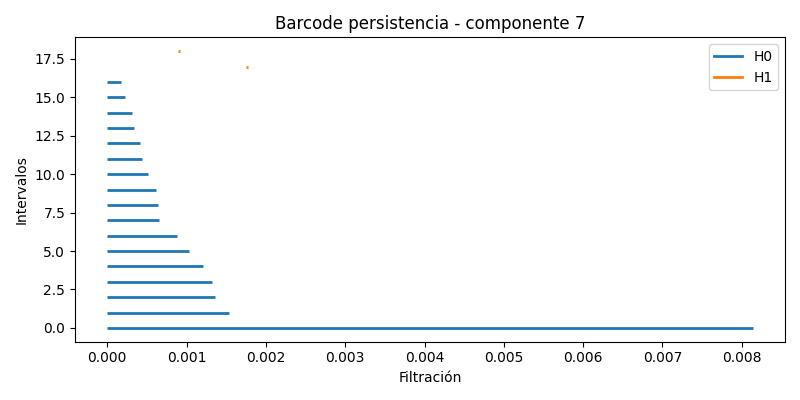 Barcode persistencia - componente 7
H0
H1
17.5
15.0
12.5
10.0
7.5
5.0
2.5
0.0
Intervalos
0.000 0.001 0.002 0.003 0.004 0.005 0.006 0.007 0.008
Filtración